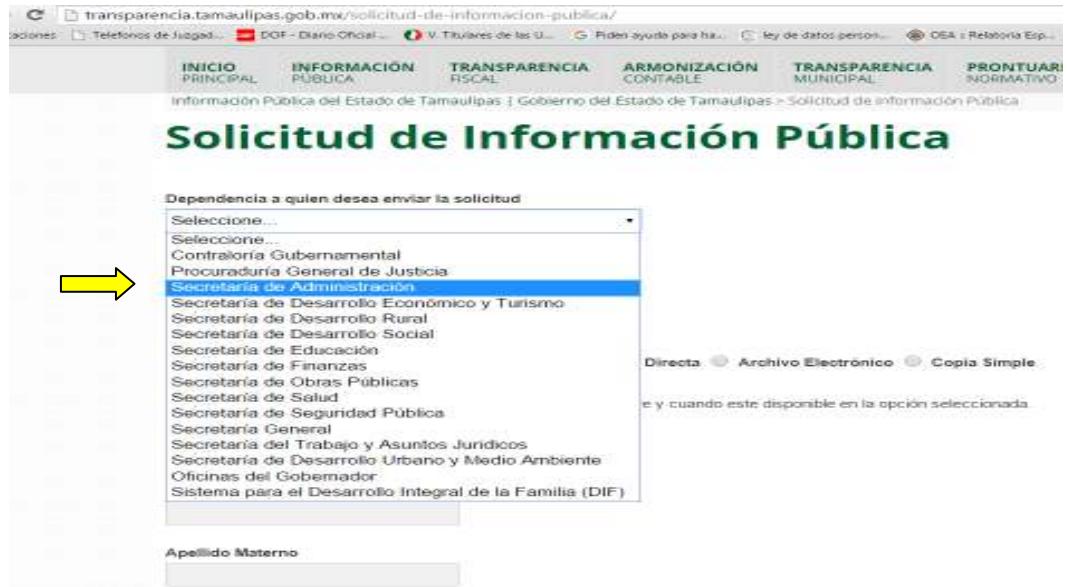 transparencia.tamaulipas.gob.mx/solicitud-de-informacion-publica/
Telefonos de Juzgad... DOF - Diario Oficial ... V. Titulares de las U... Piden ayuda para ha... ley de datos person... OEA :: Relatoria Esp...
INICIO INFORMACIÓN TRANSPARENCIA ARMONIZACIÓN TRANSPARENCIA PRONTUAR
PRINCIPAL PÚBLICA FISCAL CONTABLE MUNICIPAL NORMATIVO
Información Pública del Estado de Tamaulipas | Gobierno del Estado de Tamaulipas > Solicitud de Información Pública
Solicitud de Información Pública
Dependencia a quien desea enviar la solicitud
Seleccione...
Seleccione...
Contraloría Gubernamental
Procuraduría General de Justicia
Secretaría de Administración
Secretaría de Desarrollo Económico y Turismo
Secretaría de Desarrollo Rural
Secretaría de Desarrollo Social
Secretaría de Educación
Secretaría de Finanzas
Directa Archivo Electrónico Copia Simple
Secretaría de Obras Públicas
Secretaría de Salud
e y cuando este disponible en la opción seleccionada
Secretaría de Seguridad Pública
Secretaría General
Secretaría del Trabajo y Asuntos Jurídicos
Secretaría de Desarrollo Urbano y Medio Ambiente
Oficinas del Gobernador
Sistema para el Desarrollo Integral de la Familia (DIF)
Apellido Materno